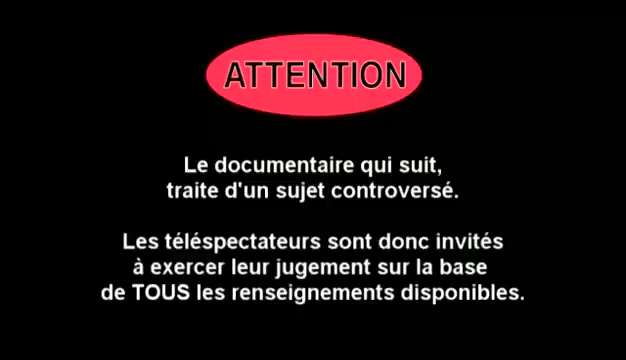 ATTENTION
Le documentaire qui suit,
traite d'un sujet controversé.
Les téléspectateurs sont donc invités
à exercer leur jugement sur la base
de TOUS les renseignements disponibles.